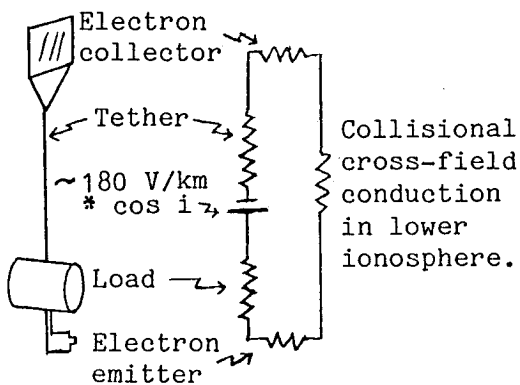 Electron
collector
Tether
~180 V/km
* cos i
Load
Electron
emitter
Collisional
cross-field
conduction
in lower
ionosphere.